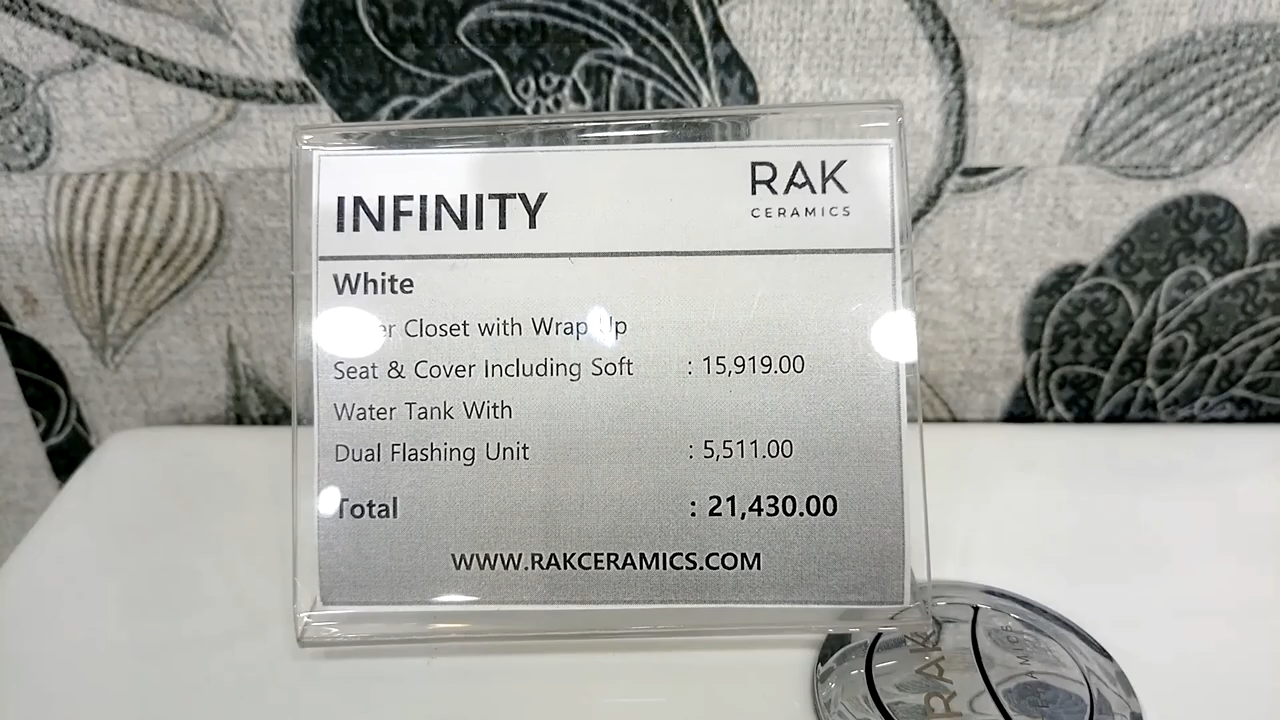 INFINITY
RAK
CERAMICS
White
Closet with Wrap Up
Seat & Cover Including Soft : 15,919.00
Water Tank With
Dual Flashing Unit : 5,511.00
Total : 21,430.00
WWW.RAKCERAMICS.COM
RAK